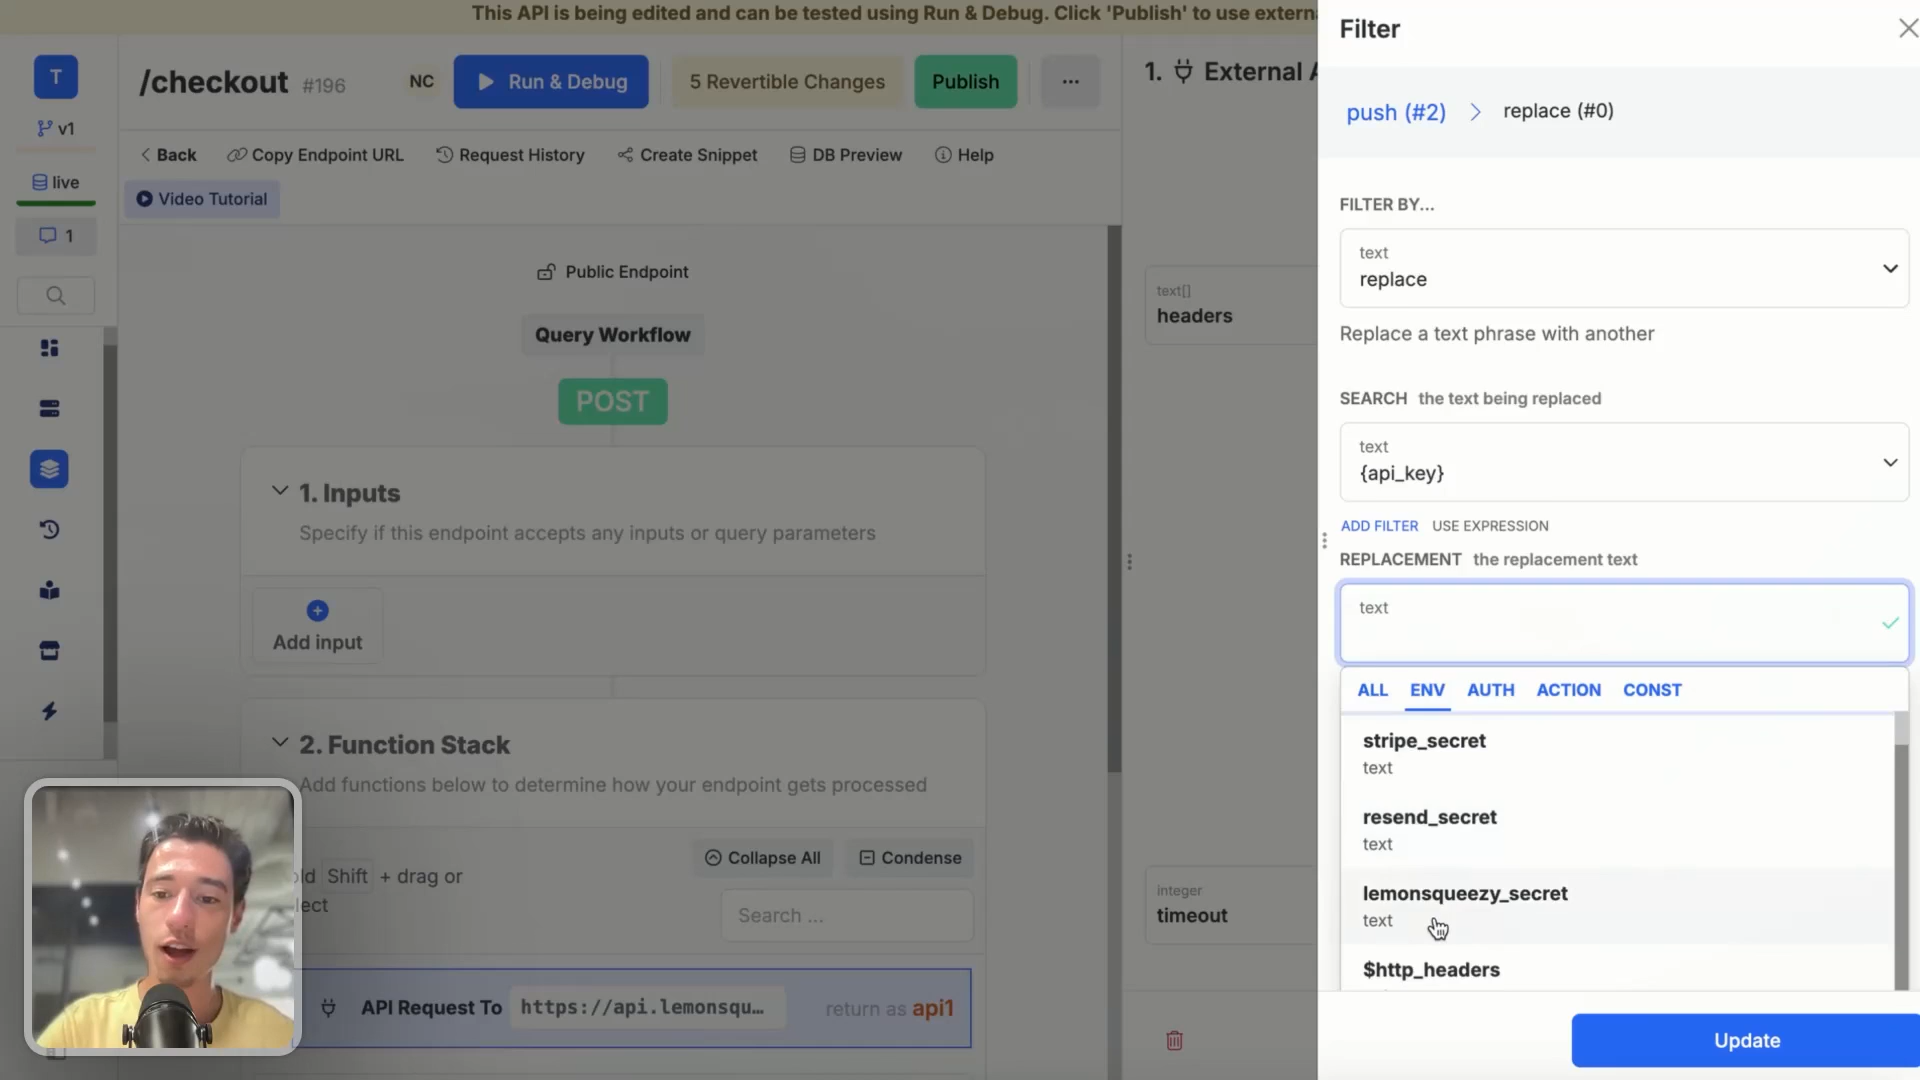 This API is being edited and can be tested using Run & Debug. Click 'Publish' to use
T
v1
live
1
/checkout #196
NC
Run & Debug
5 Revertible Changes
Publish
...
Back
Copy Endpoint URL
Request History
Create Snippet
DB Preview
Help
Video Tutorial
Public Endpoint
Query Workflow
POST
1. Inputs
Specify if this endpoint accepts any inputs or query parameters
Add input
2. Function Stack
Add functions below to determine how your endpoint gets processed
Shift + drag or
Collapse All
Condense
Search ...
API Request To https://api.lemonsqu… return as api1
1. External
text[]
headers
integer
timeout
Filter
push (#2) > replace (#0)
FILTER BY...
text
replace
Replace a text phrase with another
SEARCH the text being replaced
text
{api_key}
ADD FILTER USE EXPRESSION
REPLACEMENT the replacement text
text
ALL ENV AUTH ACTION CONST
stripe_secret
text
resend_secret
text
lemonsqueezy_secret
text
$http_headers
Update